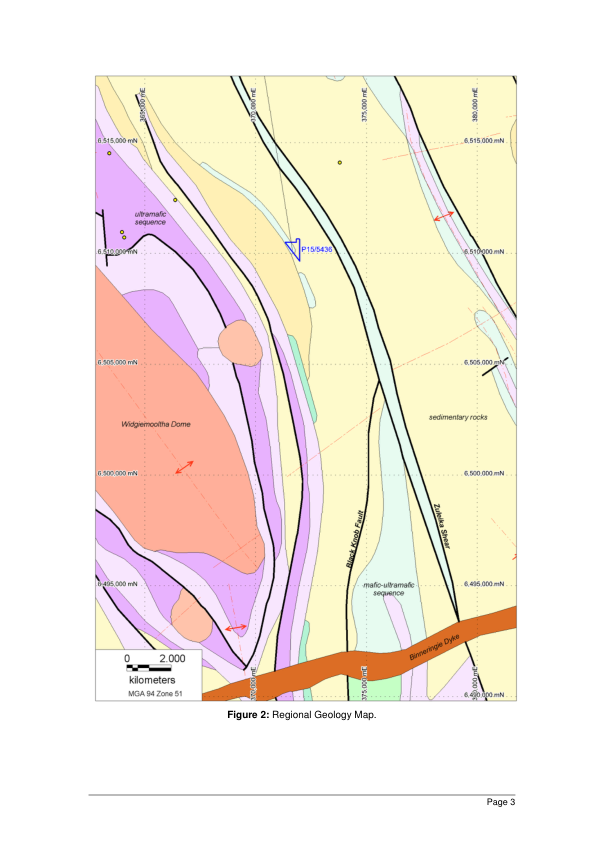 365,000 mE
370,000 mE
375,000 mE
380,000 mE
6,515,000 mN
6,515,000 mN
ultramafic
sequence
P15/5436
6,510,000 mN
6,510,000 mN
6,505,000 mN
6,505,000 mN
Widgiemooltha Dome
sedimentary rocks
6,500,000 mN
6,500,000 mN
Black Knob Fault
Zuleika Shear
6,495,000 mN
6,495,000 mN
mafic-ultramafic
sequence
Binneringie Dyke
0 2.000
kilometers
MGA 94 Zone 51
370,000 mE
375,000 mE
380,000 mE
6,490,000 mN
Figure 2: Regional Geology Map.
Page 3